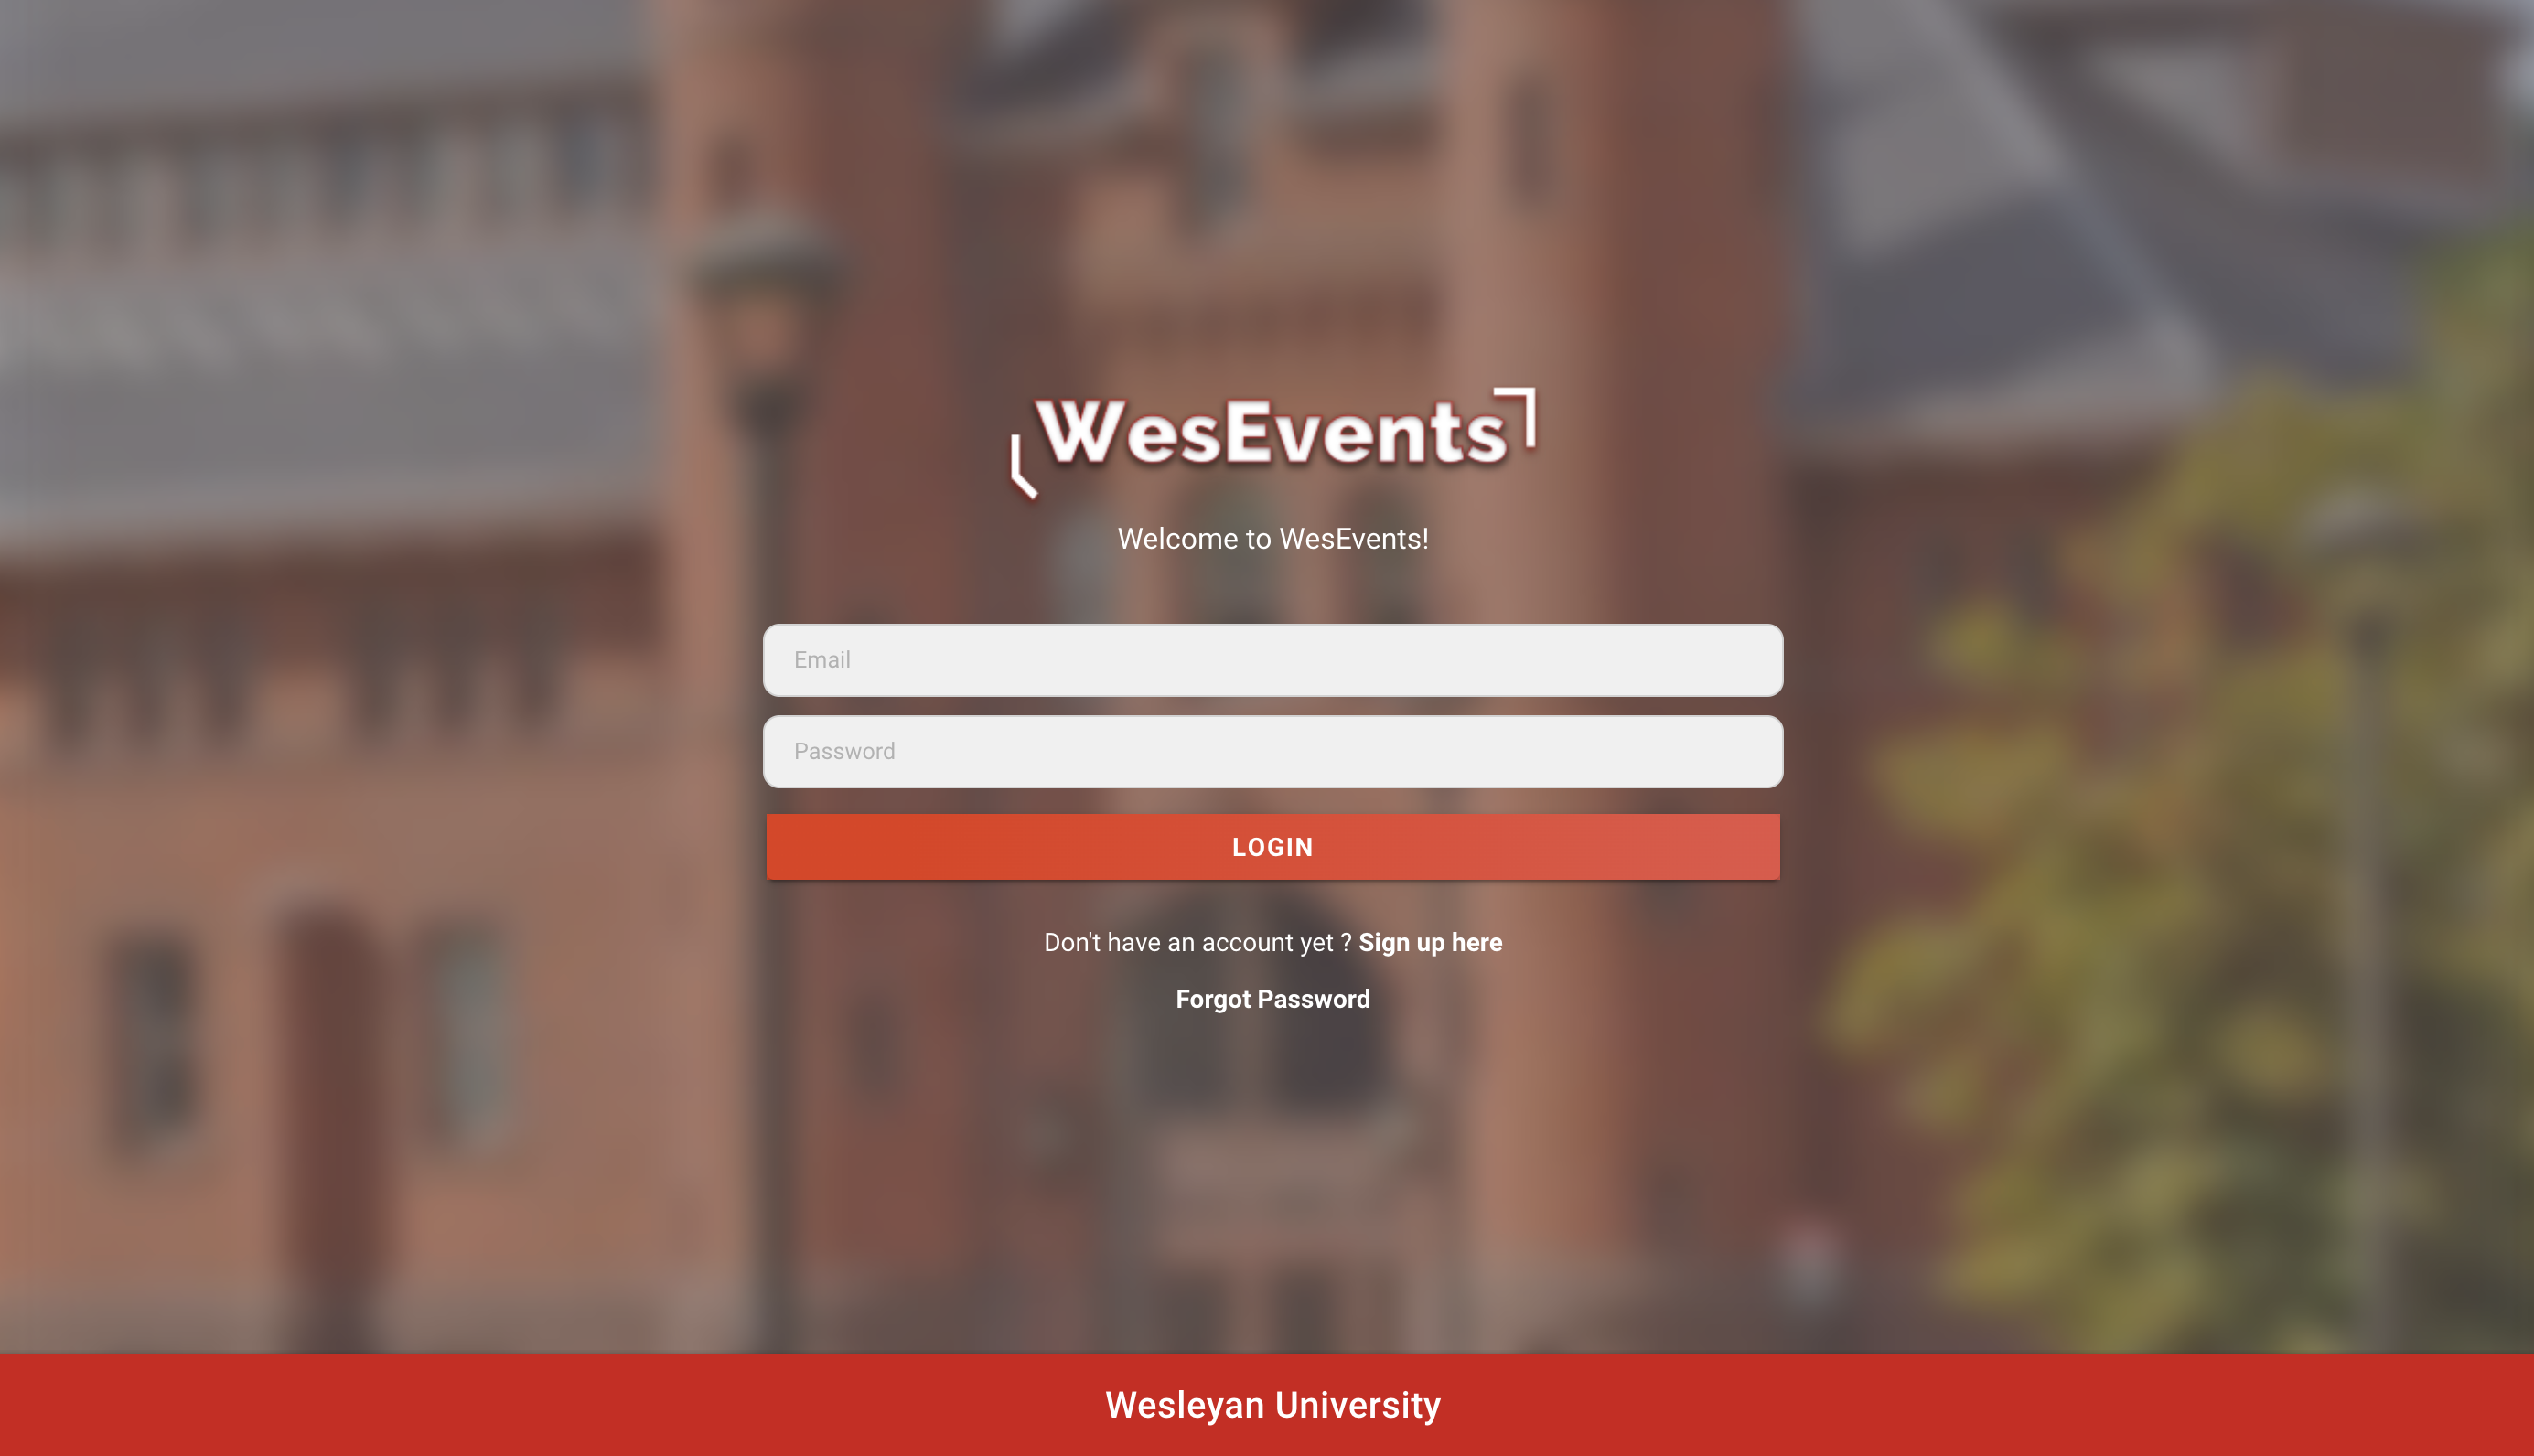 WesEvents
Welcome to WesEvents!
Email
Password
LOGIN
Don't have an account yet ? Sign up here
Forgot Password
Wesleyan University